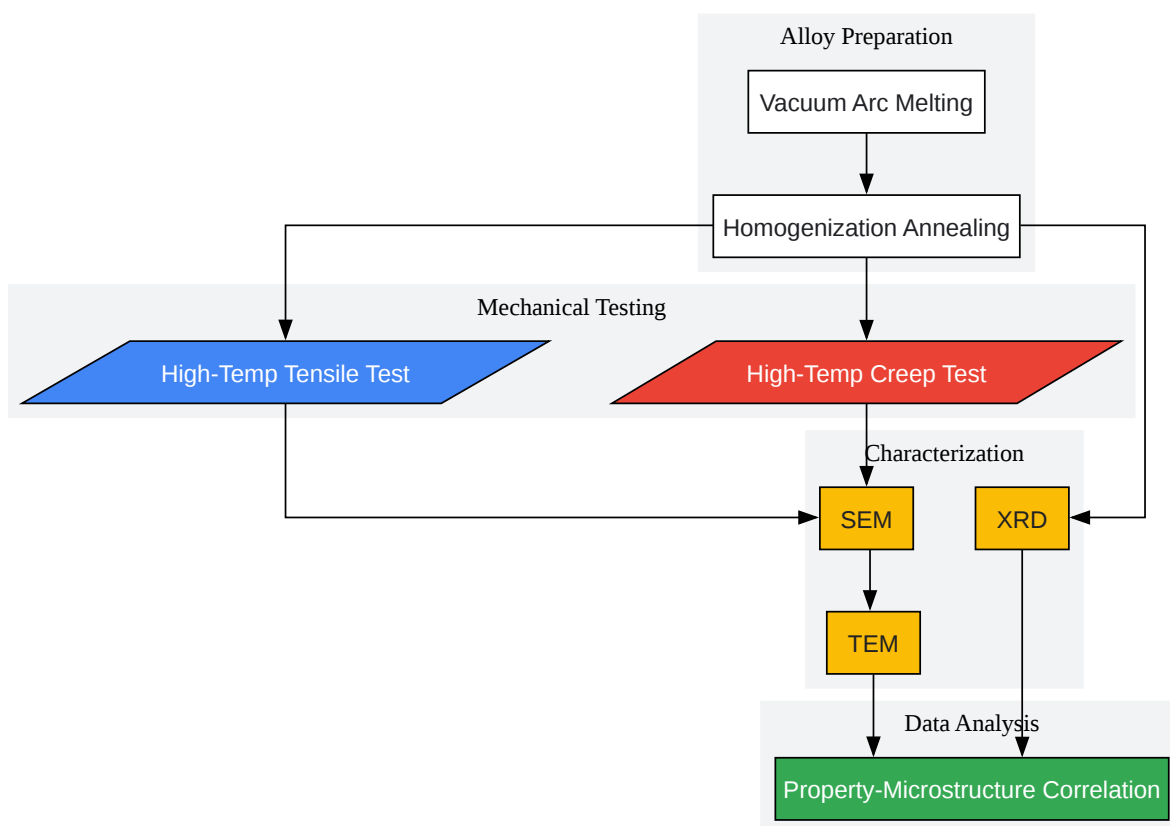 Alloy Preparation
Vacuum Arc Melting
Homogenization Annealing
Mechanical Testing
High-Temp Tensile Test
High-Temp Creep Test
Characterization
SEM
XRD
TEM
Data Analysis
Property-Microstructure Correlation